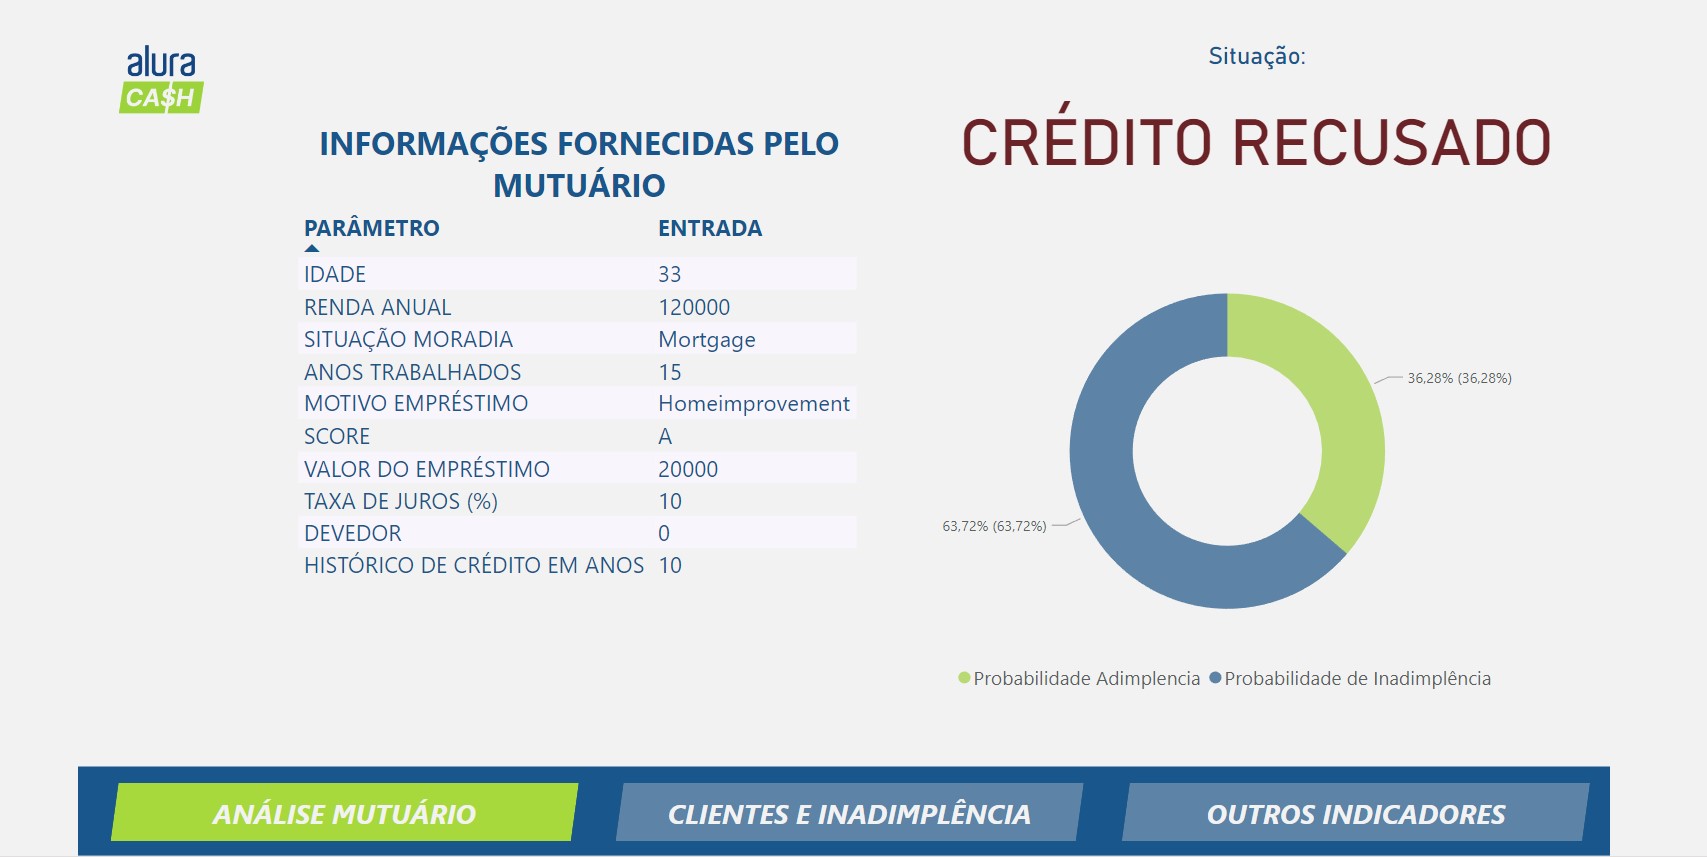 alura
CA$H
INFORMAÇÕES FORNECIDAS PELO
MUTUÁRIO
PARÂMETRO ENTRADA
IDADE 33
RENDA ANUAL 120000
SITUAÇÃO MORADIA Mortgage
ANOS TRABALHADOS 15
MOTIVO EMPRÉSTIMO Homeimprovement
SCORE A
VALOR DO EMPRÉSTIMO 20000
TAXA DE JUROS (%) 10
DEVEDOR 0
HISTÓRICO DE CRÉDITO EM ANOS 10
Situação:
CRÉDITO RECUSADO
36,28% (36,28%)
63,72% (63,72%)
Probabilidade Adimplencia Probabilidade de Inadimplência
ANÁLISE MUTUÁRIO CLIENTES E INADIMPLÊNCIA OUTROS INDICADORES